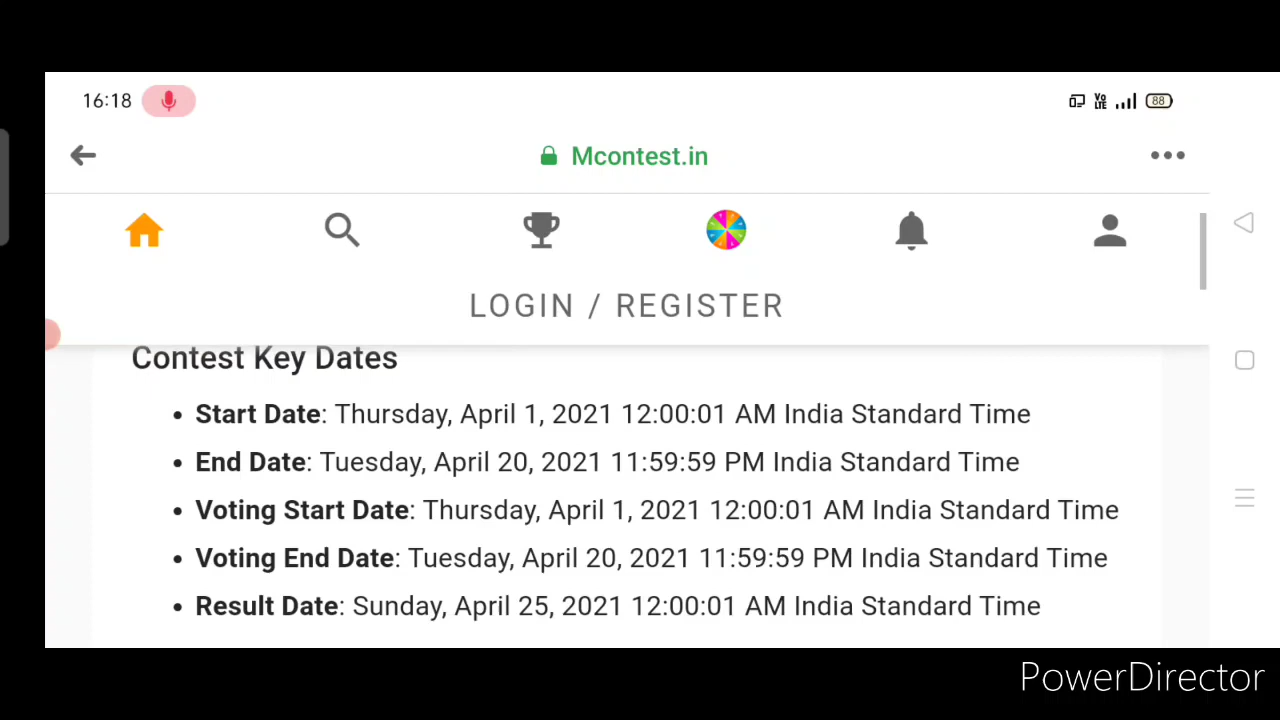 16:18
Vo LTE
88
Mcontest.in
LOGIN / REGISTER
Contest Key Dates
• Start Date: Thursday, April 1, 2021 12:00:01 AM India Standard Time
• End Date: Tuesday, April 20, 2021 11:59:59 PM India Standard Time
• Voting Start Date: Thursday, April 1, 2021 12:00:01 AM India Standard Time
• Voting End Date: Tuesday, April 20, 2021 11:59:59 PM India Standard Time
• Result Date: Sunday, April 25, 2021 12:00:01 AM India Standard Time
PowerDirector